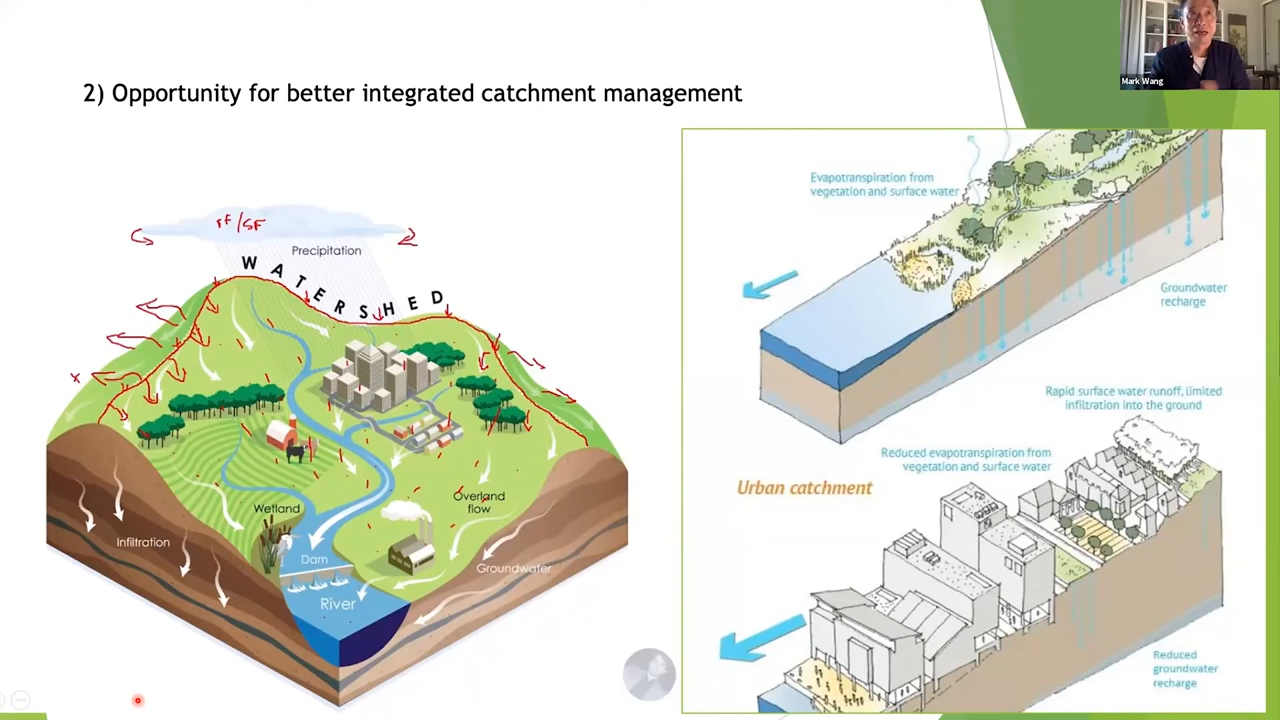 Mark Wang
2) Opportunity for better integrated catchment management
rf/SF
Precipitation
WATERSHED
Wetland
Overland
flow
Infiltration
Dam
Groundwater
River
Evapotranspiration from
vegetation and surface water
Groundwater
recharge
Rapid surface water runoff, limited
infiltration into the ground
Reduced evapotranspiration from
vegetation and surface water
Urban catchment
Reduced
groundwater
recharge